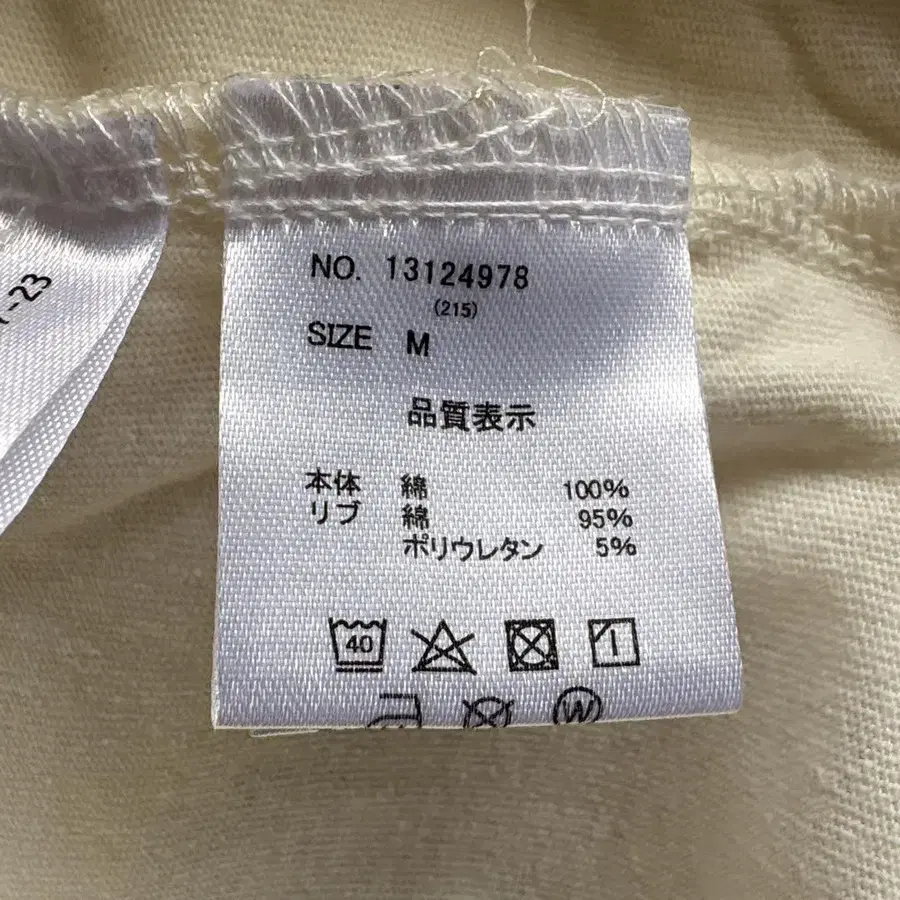 -23
NO. 13124978
(215)
SIZE M
品質表示
本体 綿 100%
リブ 綿 95%
ポリウレタン 5%
40
W